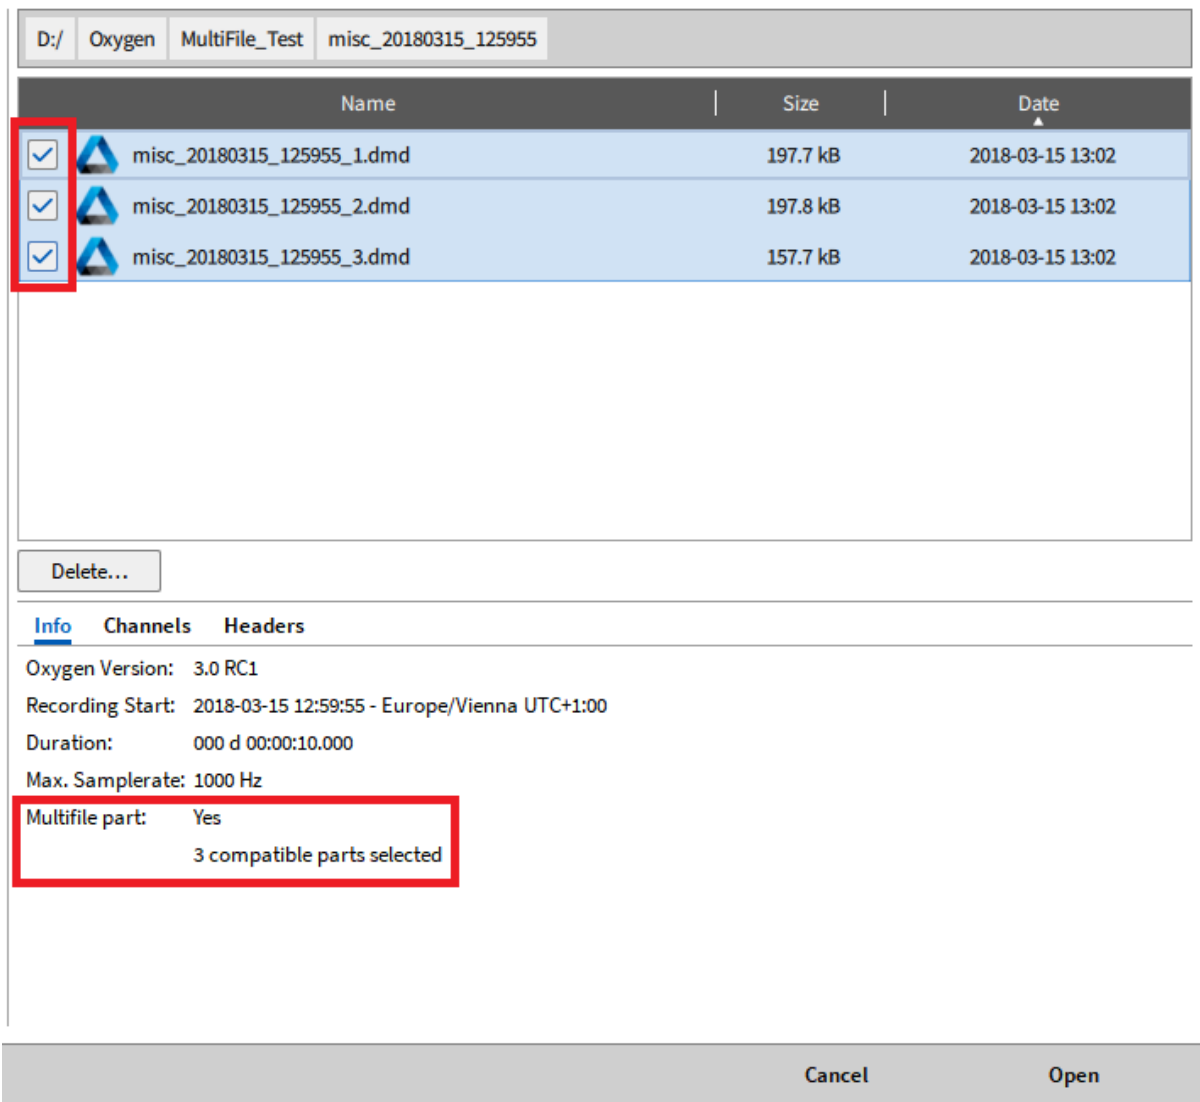 D:/ Oxygen MultiFile_Test misc_20180315_125955
Name Size Date
misc_20180315_125955_1.dmd 197.7 kB 2018-03-15 13:02
misc_20180315_125955_2.dmd 197.8 kB 2018-03-15 13:02
misc_20180315_125955_3.dmd 157.7 kB 2018-03-15 13:02
Delete...
Info Channels Headers
Oxygen Version: 3.0 RC1
Recording Start: 2018-03-15 12:59:55 - Europe/Vienna UTC+1:00
Duration: 000 d 00:00:10.000
Max. Samplerate: 1000 Hz
Multifile part: Yes
3 compatible parts selected
Cancel Open